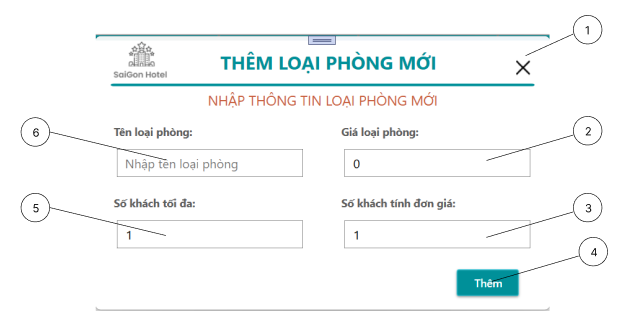 1
SaiGon Hotel
THÊM LOẠI PHÒNG MỚI
NHẬP THÔNG TIN LOẠI PHÒNG MỚI
6
Tên loại phòng:
Giá loại phòng:
2
Nhập tên loại phòng
0
5
Số khách tối đa:
Số khách tính đơn giá:
3
1
1
4
Thêm